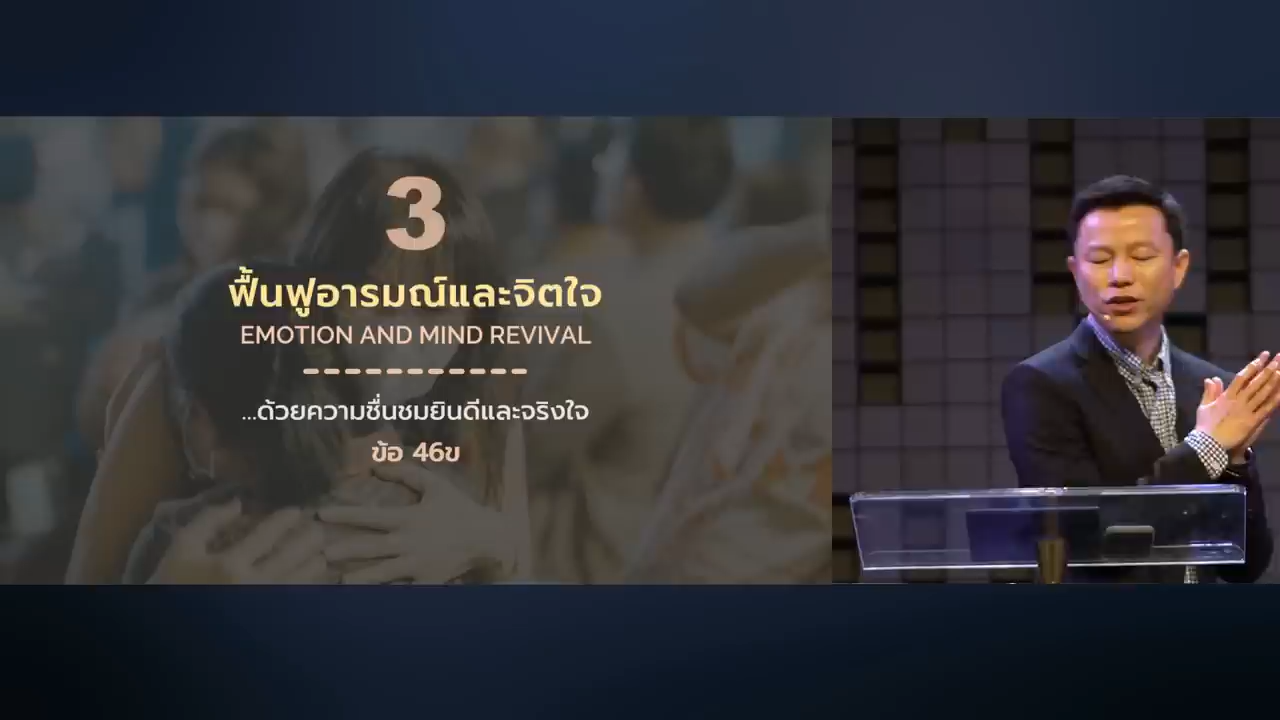 3
ฟื้นฟูอารมณ์และจิตใจ
EMOTION AND MIND REVIVAL
...ด้วยความชื่นชมยินดีและจริงใจ
ข้อ 46ข